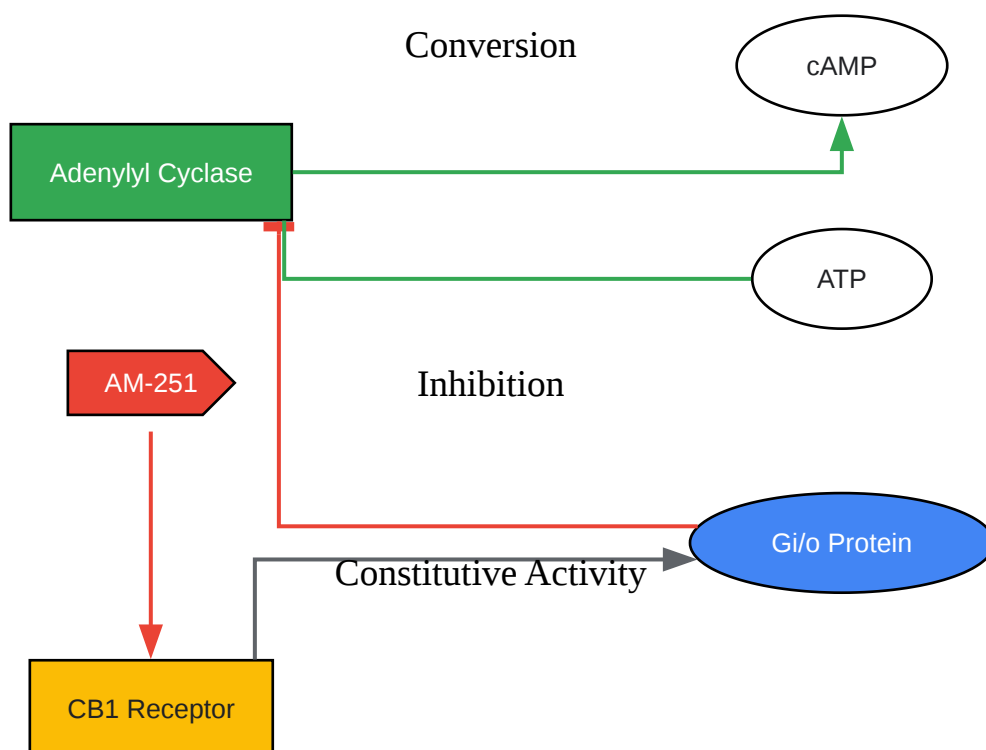 Conversion
cAMP
Adenylyl Cyclase
ATP
AM-251
Inhibition
Gi/o Protein
Constitutive Activity
CB1 Receptor